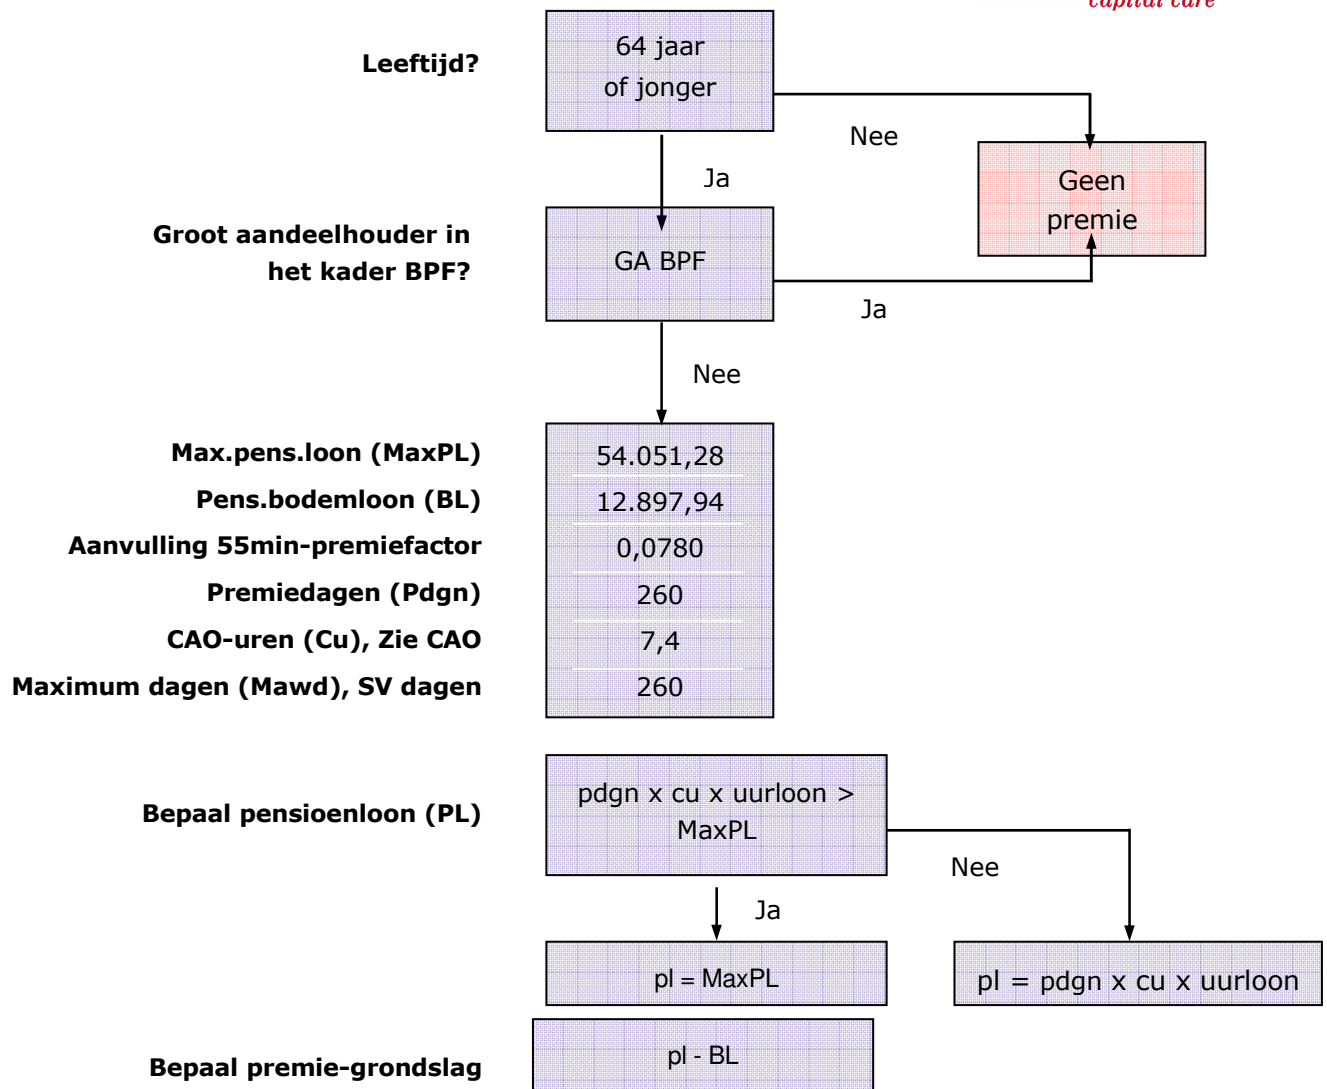 capital care
Leeftijd?
64 jaar
of jonger
Nee
Ja
Geen
premie
Groot aandeelhouder in
het kader BPF?
GA BPF
Ja
Nee
Max.pens.loon (MaxPL) 54.051,28
Pens.bodemloon (BL) 12.897,94
Aanvulling 55min-premiefactor 0,0780
Premiedagen (Pdgn) 260
CAO-uren (Cu), Zie CAO 7,4
Maximum dagen (Mawd), SV dagen 260
Bepaal pensioenloon (PL)
pdgn x cu x uurloon >
MaxPL
Nee
Ja
pl = MaxPL
pl = pdgn x cu x uurloon
Bepaal premie-grondslag
pl - BL